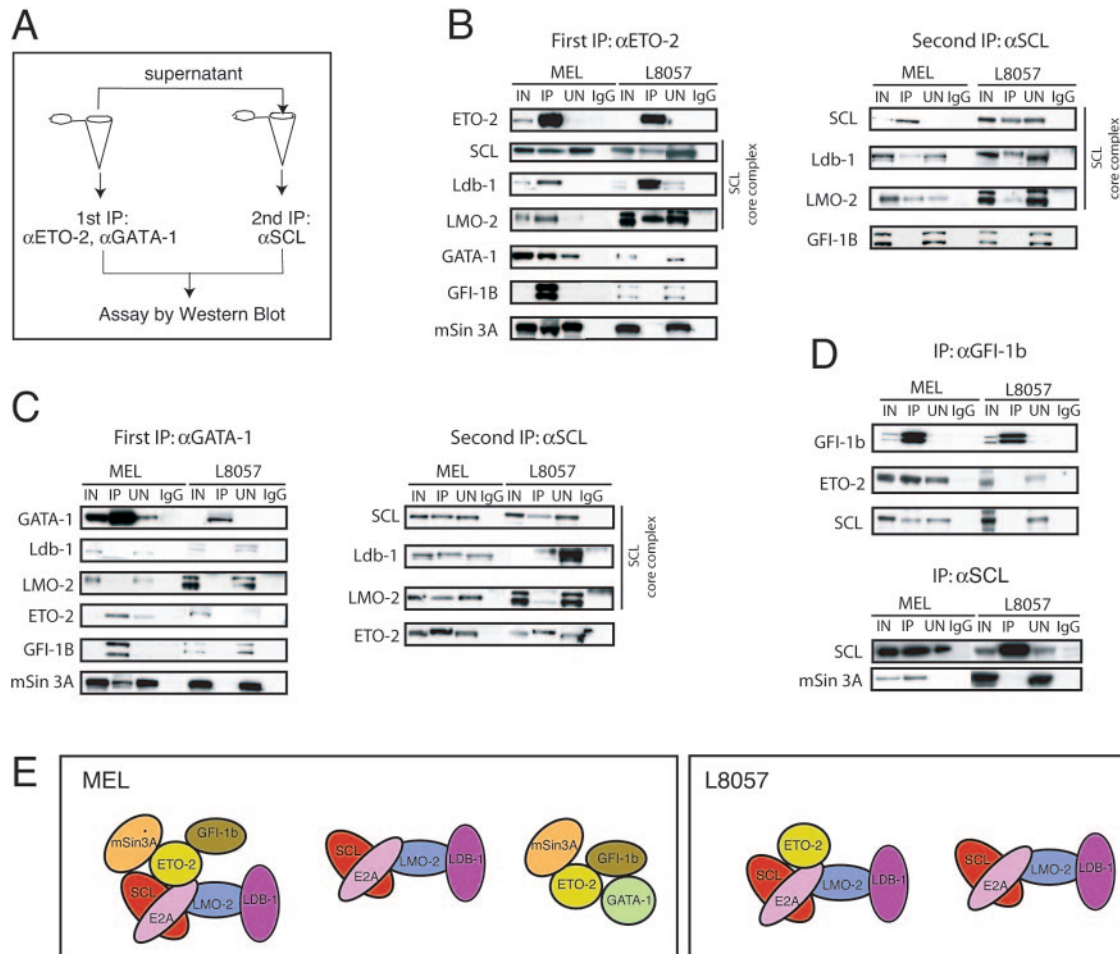 A
supernatant
1st IP:
αETO-2, αGATA-1
2nd IP:
αSCL
Assay by Western Blot
B
First IP: αETO-2
MEL L8057
IN IP UN IgG IN IP UN IgG
ETO-2
SCL
Ldb-1
LMO-2
GATA-1
GFI-1B
mSin 3A
SCL
core complex
Second IP: αSCL
MEL L8057
IN IP UN IgG IN IP UN IgG
SCL
Ldb-1
LMO-2
GFI-1B
SCL
core complex
C
First IP: αGATA-1
MEL L8057
IN IP UN IgG IN IP UN IgG
GATA-1
Ldb-1
LMO-2
ETO-2
GFI-1B
mSin 3A
Second IP: αSCL
MEL L8057
IN IP UN IgG IN IP UN IgG
SCL
Ldb-1
LMO-2
ETO-2
SCL
core complex
D
IP: αGFI-1b
MEL L8057
IN IP UN IgG IN IP UN IgG
GFI-1b
ETO-2
SCL
IP: αSCL
MEL L8057
IN IP UN IgG IN IP UN IgG
SCL
mSin 3A
E
MEL
mSin3A GFI-1b
ETO-2
SCL E2A LMO-2 LDB-1
SCL E2A LMO-2 LDB-1
mSin3A GFI-1b
ETO-2 GATA-1
L8057
ETO-2
SCL E2A LMO-2 LDB-1
SCL E2A LMO-2 LDB-1